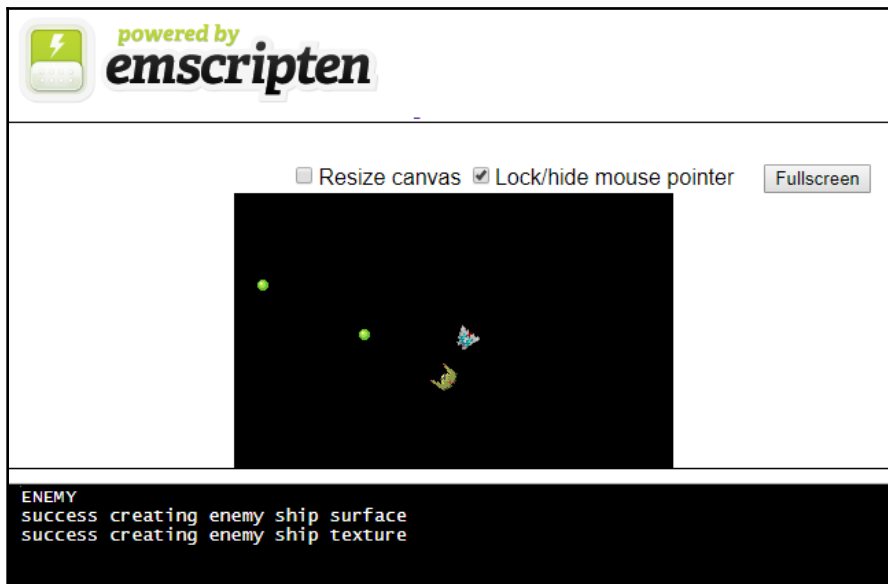 powered by
emscripten
Resize canvas Lock/hide mouse pointer Fullscreen
ENEMY
success creating enemy ship surface
success creating enemy ship texture